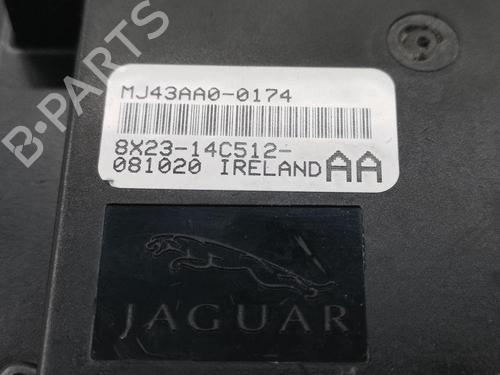 MJ43AA0-0174
8X23-14C512-
081020 IRELAND AA
JAGUAR
B-PARTS